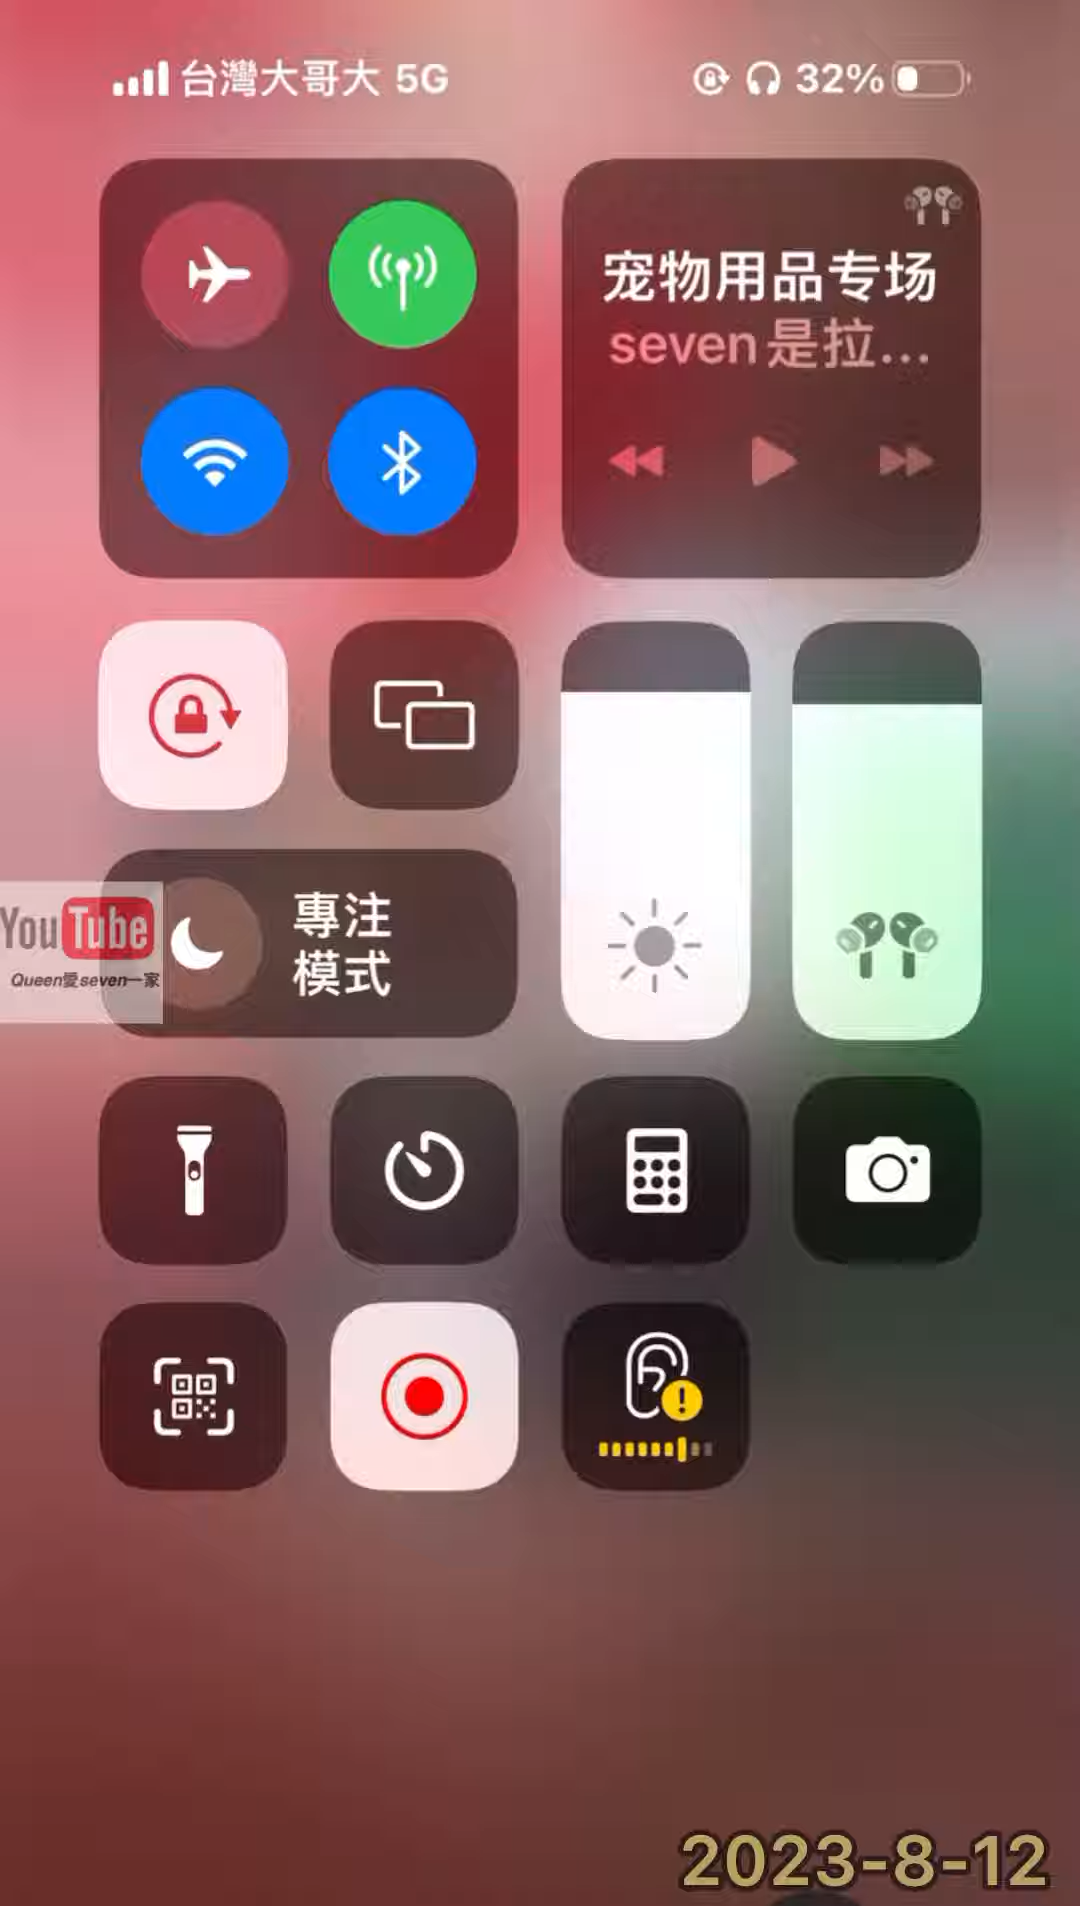 台灣大哥大 5G
32%
宠物用品专场
seven是拉...
YouTube
Queen愛seven一家
專注
模式
2023-8-12